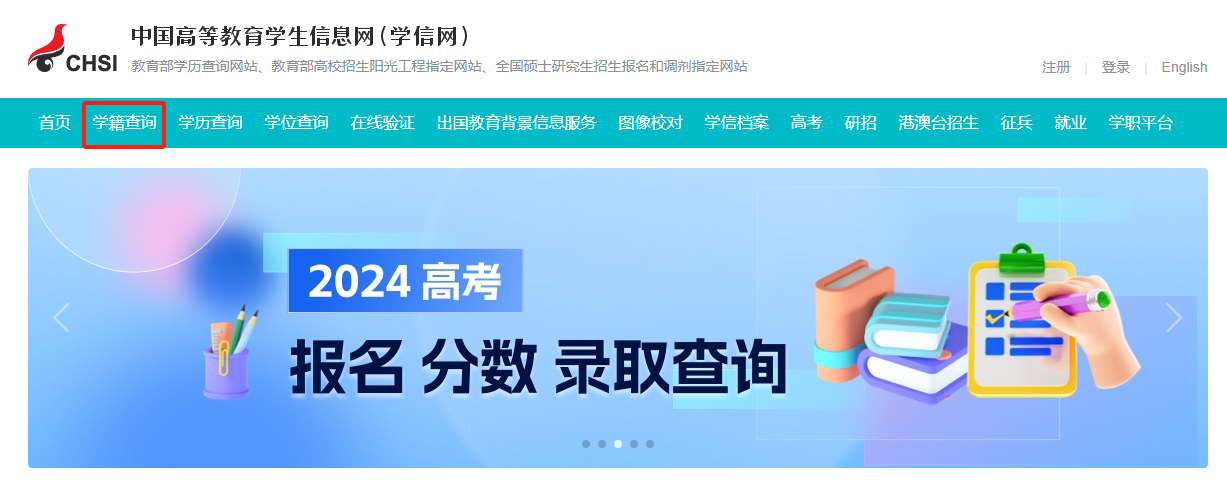 中国高等教育学生信息网（学信网）
CHSI
教育部学历查询网站、教育部高校招生阳光工程指定网站、全国硕士研究生招生报名和调剂指定网站
注册 | 登录 | English
首页 学籍查询 学历查询 学位查询 在线验证 出国教育背景信息服务 图像校对 学信档案 高考 研招 港澳台招生 征兵 就业 学职平台
2024 高考
报名 分数 录取查询